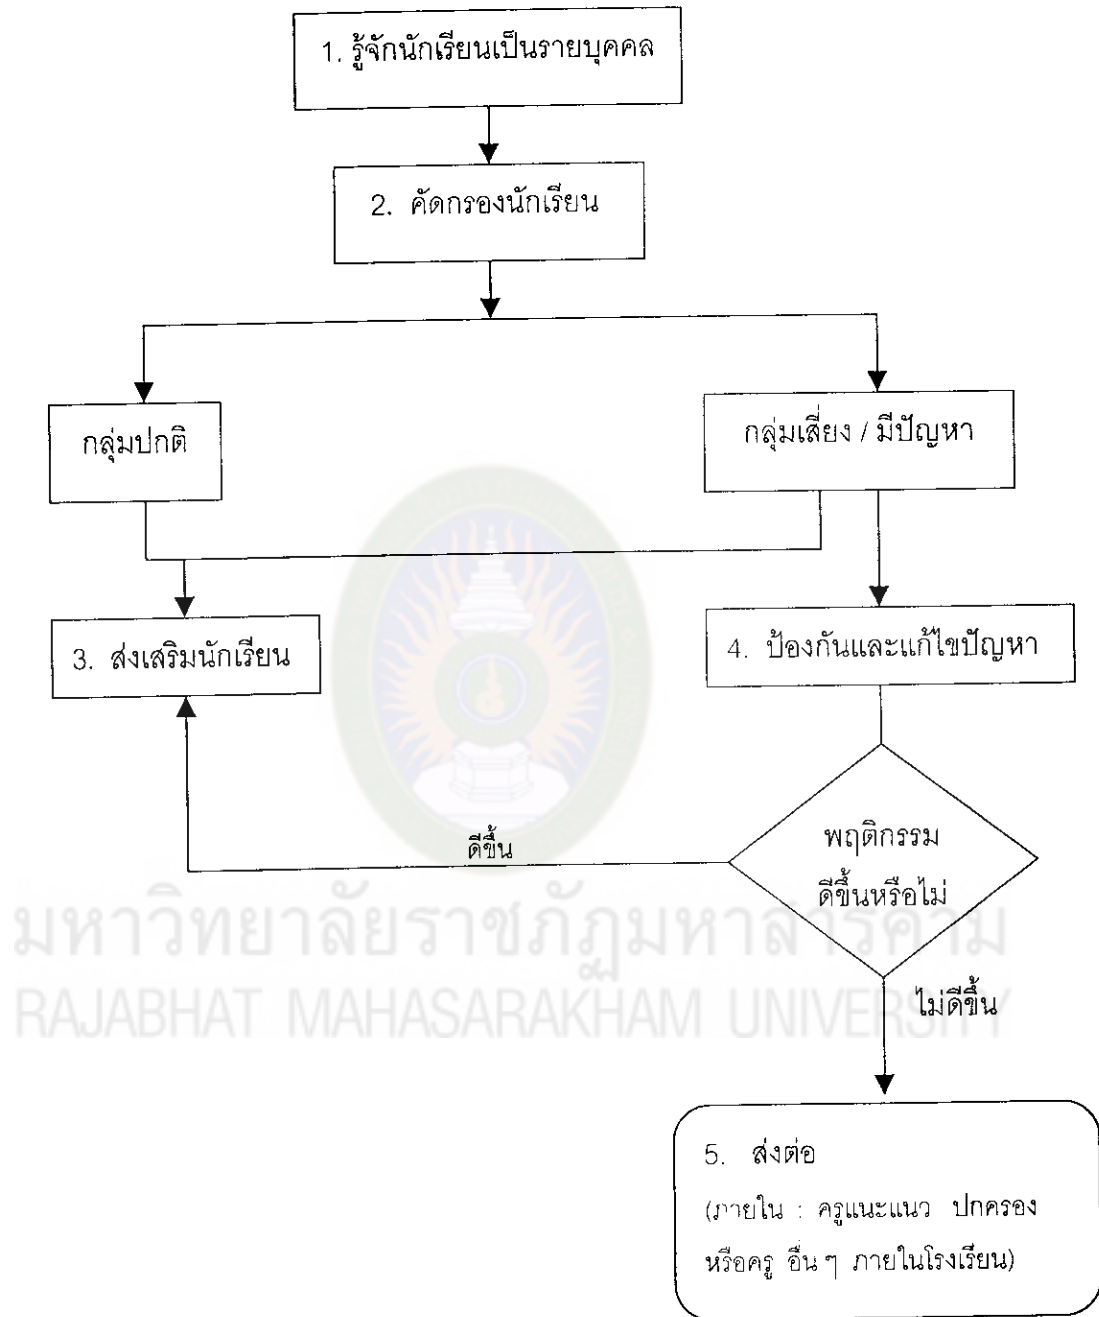 1. รู้จักนักเรียนเป็นรายบุคคล
2. คัดกรองนักเรียน
กลุ่มปกติ
กลุ่มเสี่ยง / มีปัญหา
3. ส่งเสริมนักเรียน
4. ป้องกันและแก้ไขปัญหา
พฤติกรรม
ดีขึ้นหรือไม่
ดีขึ้น
มหาวิทยาลัยราชภัฏมหาสารคาม
RAJABHAT MAHASARAKHAM UNIVERSITY
ไม่ดีขึ้น
5. ส่งต่อ
(ภายใน : ครูแนะแนว ปกครอง
หรือครู อื่น ๆ ภายในโรงเรียน)